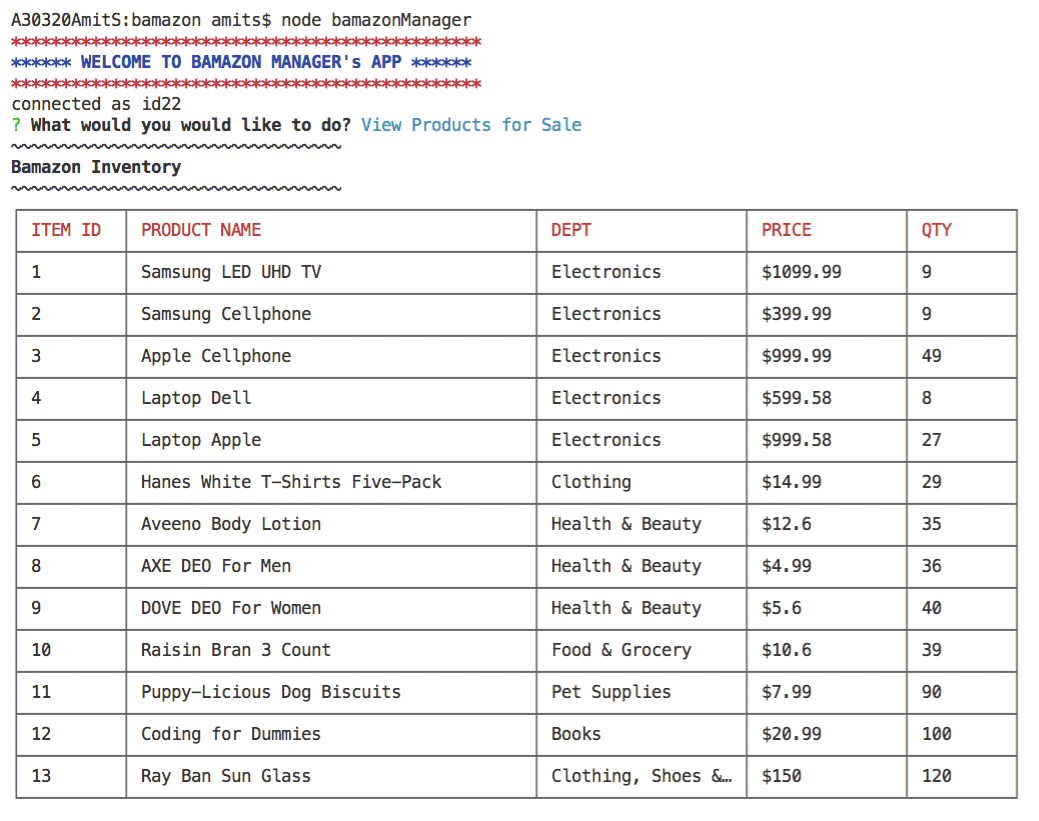 A30320AmitS:bamazon amits$ node bamazonManager
***********************************************
****** WELCOME TO BAMAZON MANAGER's APP ******
***********************************************
connected as id22
? What would you would like to do? View Products for Sale
~~~~~~~~~~~~~~~~~~~~~~~~~~~~~~~~~
Bamazon Inventory
~~~~~~~~~~~~~~~~~~~~~~~~~~~~~~~~~
ITEM ID PRODUCT NAME DEPT PRICE QTY
1 Samsung LED UHD TV Electronics $1099.99 9
2 Samsung Cellphone Electronics $399.99 9
3 Apple Cellphone Electronics $999.99 49
4 Laptop Dell Electronics $599.58 8
5 Laptop Apple Electronics $999.58 27
6 Hanes White T-Shirts Five-Pack Clothing $14.99 29
7 Aveeno Body Lotion Health & Beauty $12.6 35
8 AXE DEO For Men Health & Beauty $4.99 36
9 DOVE DEO For Women Health & Beauty $5.6 40
10 Raisin Bran 3 Count Food & Grocery $10.6 39
11 Puppy-Licious Dog Biscuits Pet Supplies $7.99 90
12 Coding for Dummies Books $20.99 100
13 Ray Ban Sun Glass Clothing, Shoes &… $150 120